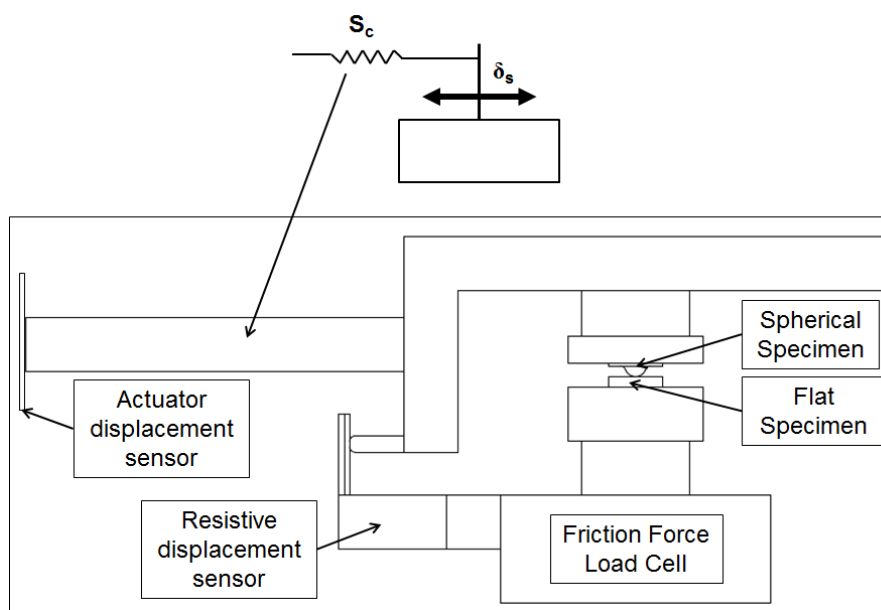 Sc
δs
Spherical
Specimen
Flat
Specimen
Actuator
displacement
sensor
Resistive
displacement
sensor
Friction Force
Load Cell